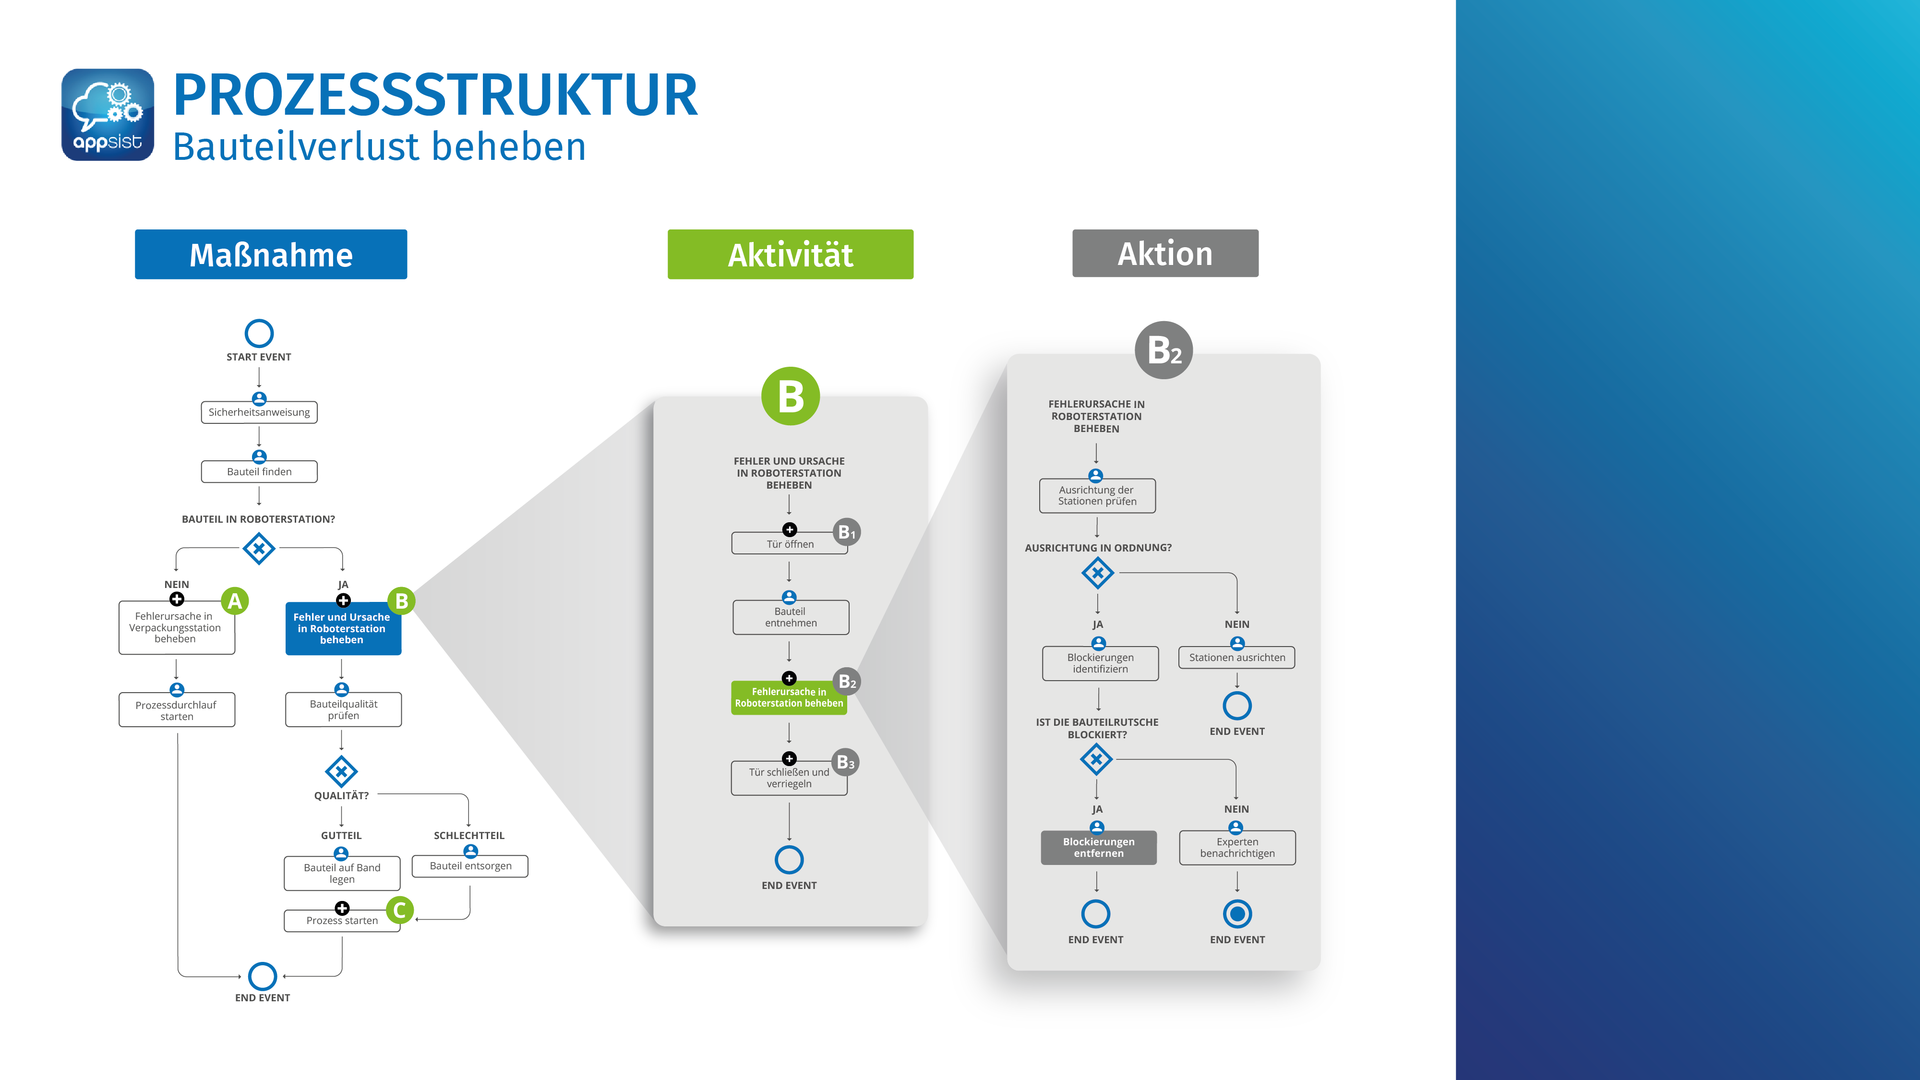 appsist
PROZESSSTRUKTUR
Bauteilverlust beheben
Maßnahme
START EVENT
Sicherheitsanweisung
Bauteil finden
BAUTEIL IN ROBOTERSTATION?
NEIN
JA
A
Fehlerursache in
Verpackungsstation
beheben
B
Fehler und Ursache
in Roboterstation
beheben
Prozessdurchlauf
starten
Bauteilqualität
prüfen
QUALITÄT?
GUTTEIL
SCHLECHTTEIL
Bauteil auf Band
legen
Bauteil entsorgen
C
Prozess starten
END EVENT
Aktivität
B
FEHLER UND URSACHE
IN ROBOTERSTATION
BEHEBEN
B1
Tür öffnen
Bauteil
entnehmen
B2
Fehlerursache in
Roboterstation beheben
B3
Tür schließen und
verriegeln
END EVENT
Aktion
B2
FEHLERURSACHE IN
ROBOTERSTATION
BEHEBEN
Ausrichtung der
Stationen prüfen
AUSRICHTUNG IN ORDNUNG?
JA
NEIN
Blockierungen
identifiziern
Stationen ausrichten
END EVENT
IST DIE BAUTEILRUTSCHE
BLOCKIERT?
JA
NEIN
Blockierungen
entfernen
Experten
benachrichtigen
END EVENT
END EVENT